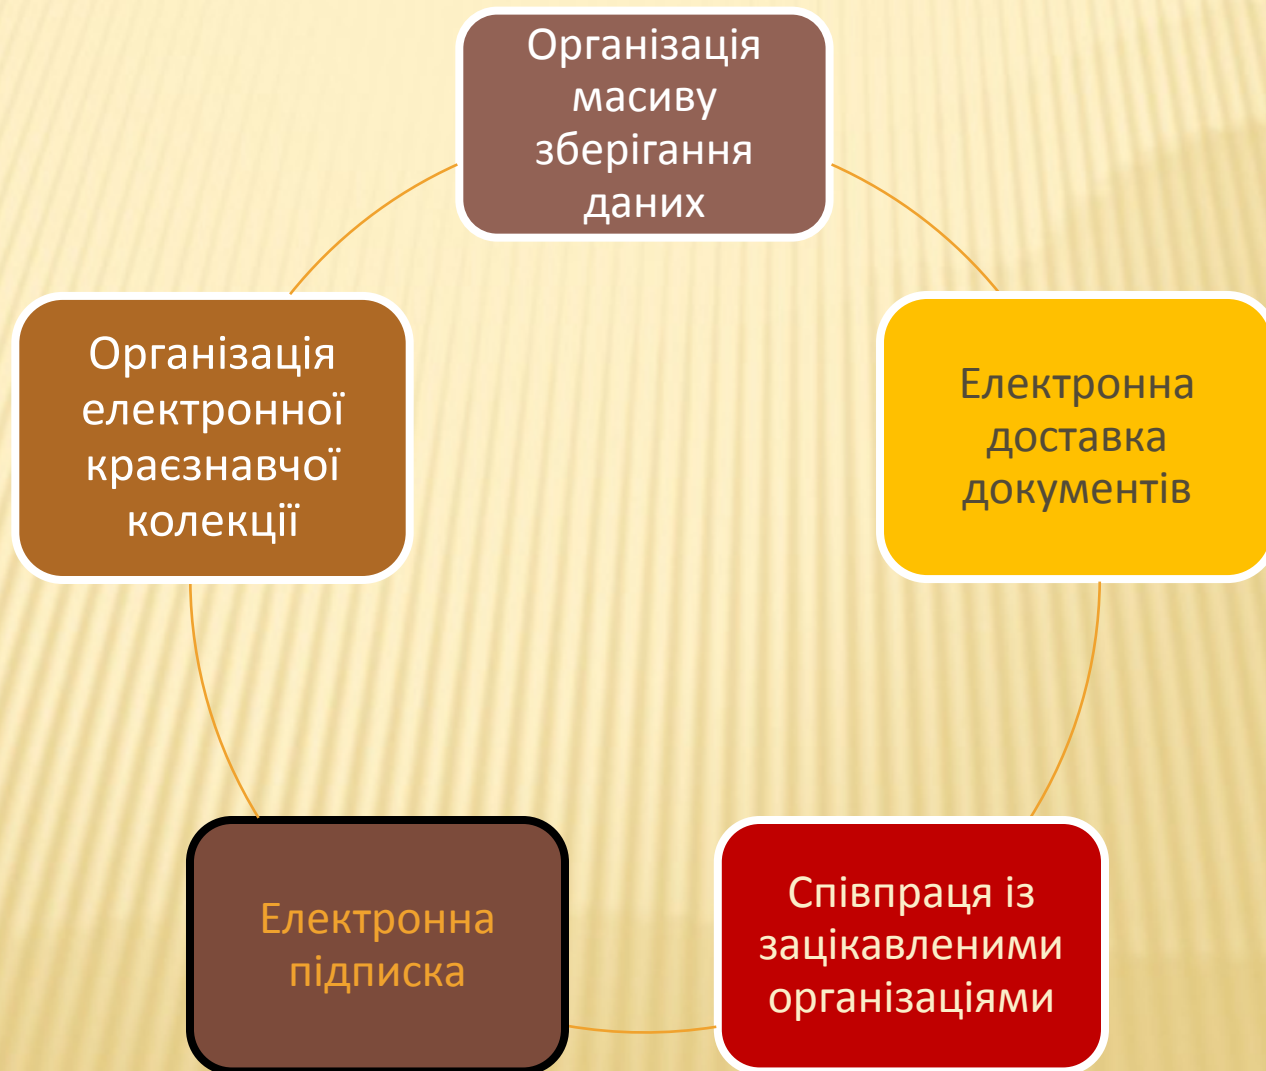 Організація
масиву
зберігання
даних
Організація
електронної
краєзнавчої
колекції
Електронна
доставка
документів
Електронна
підписка
Співпраця із
зацікавленими
організаціями